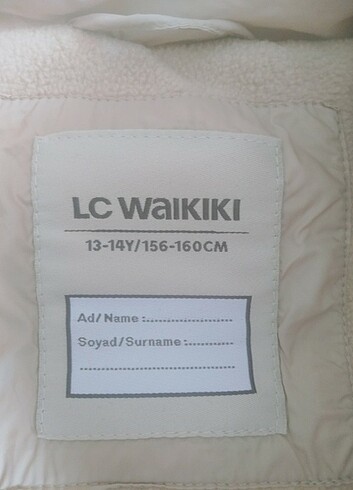 LC WAIKIKI
13-14Y/156-160CM
Ad/Name:.....................
Soyad/Surname:............
..................................